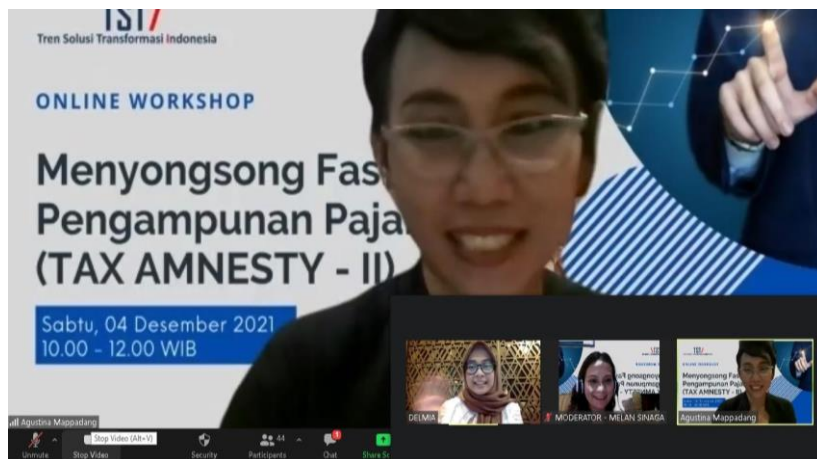 TST/
Tren Solusi Transformasi Indonesia
ONLINE WORKSHOP
Menyongsong Fas
Pengampunan Paja
(TAX AMNESTY - II)
Sabtu, 04 Desember 2021
10.00 – 12.00 WIB
DELMIA
MODERATOR - MELAN SINAGA
Agustina Mappadang
Agustina Mappadang
Stop Video (Alt+V)
44
1
Unmute
Stop Video
Security
Participants
Chat
Share Sc